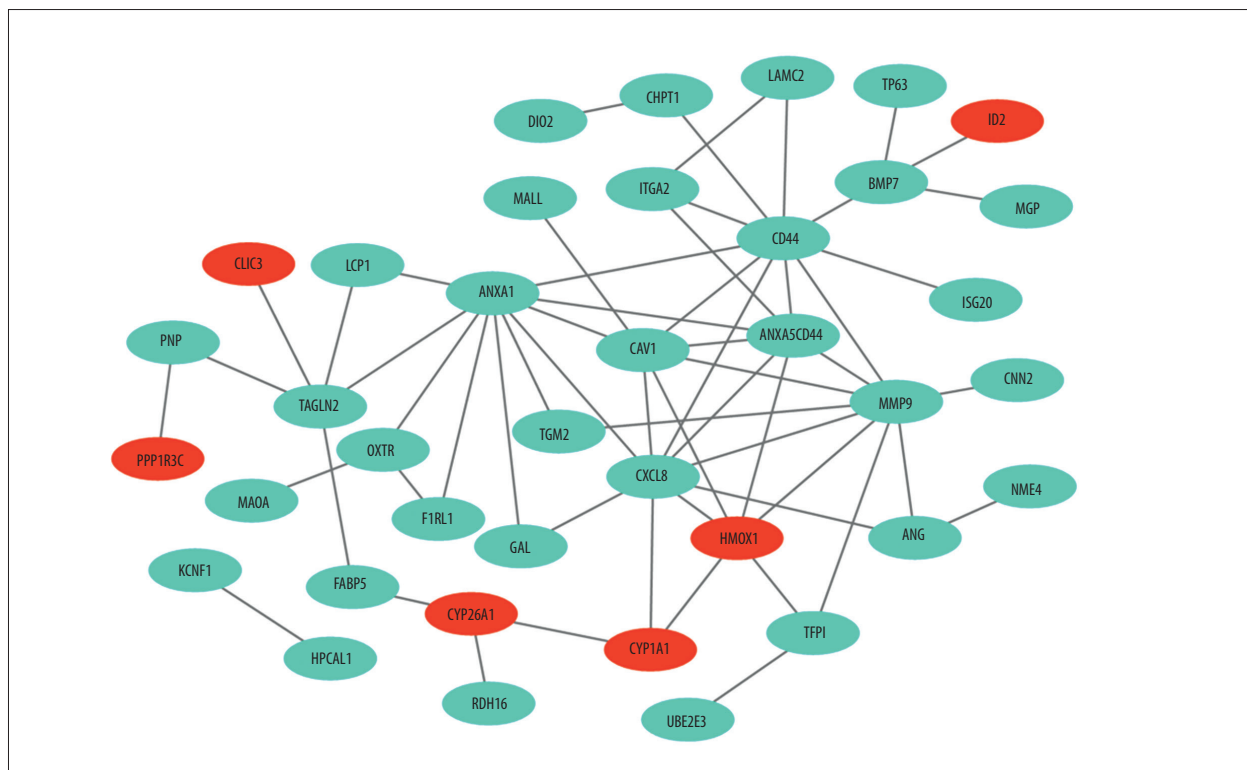 LAMC2
TP63
CHPT1
DIO2
ID2
ITGA2
BMP7
MALL
MGP
CD44
CLIC3
LCP1
ANXA1
ISG20
PNP
CAV1
ANXA5CD44
CNN2
TAGLN2
MMP9
TGM2
OXTR
PPP1R3C
CXCL8
NME4
MAOA
F1RL1
GAL
HMOX1
ANG
KCNF1
FABP5
CYP26A1
TFPI
HPCAL1
CYP1A1
RDH16
UBE2E3